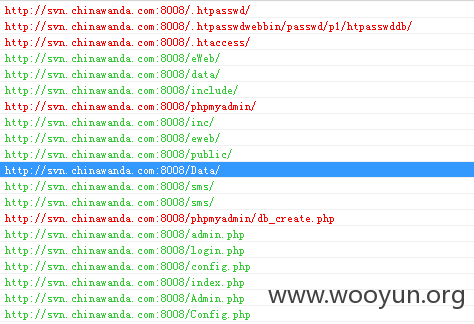 http://svn.chinawanda.com:8008/.htpasswd/
http://svn.chinawanda.com:8008/.htpasswdwebbin/passwd/p1/htpasswddb/
http://svn.chinawanda.com:8008/.htaccess/
http://svn.chinawanda.com:8008/eWeb/
http://svn.chinawanda.com:8008/data/
http://svn.chinawanda.com:8008/include/
http://svn.chinawanda.com:8008/phpmyadmin/
http://svn.chinawanda.com:8008/inc/
http://svn.chinawanda.com:8008/eweb/
http://svn.chinawanda.com:8008/public/
http://svn.chinawanda.com:8008/Data/
http://svn.chinawanda.com:8008/sms/
http://svn.chinawanda.com:8008/sms/
http://svn.chinawanda.com:8008/phpmyadmin/db_create.php
http://svn.chinawanda.com:8008/admin.php
http://svn.chinawanda.com:8008/login.php
http://svn.chinawanda.com:8008/config.php
http://svn.chinawanda.com:8008/index.php
http://svn.chinawanda.com:8008/Admin.php
http://svn.chinawanda.com:8008/Config.php
www.wooyun.org